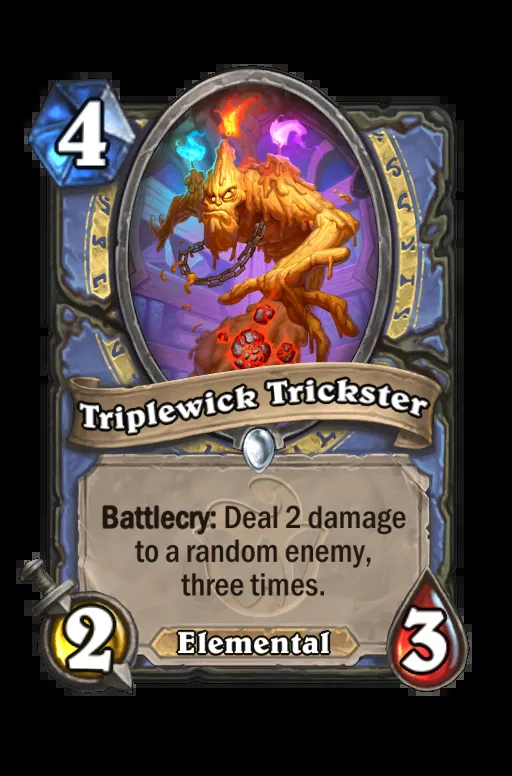 4
Triplewick Trickster
Battlecry: Deal 2 damage
to a random enemy,
three times.
2
Elemental
3